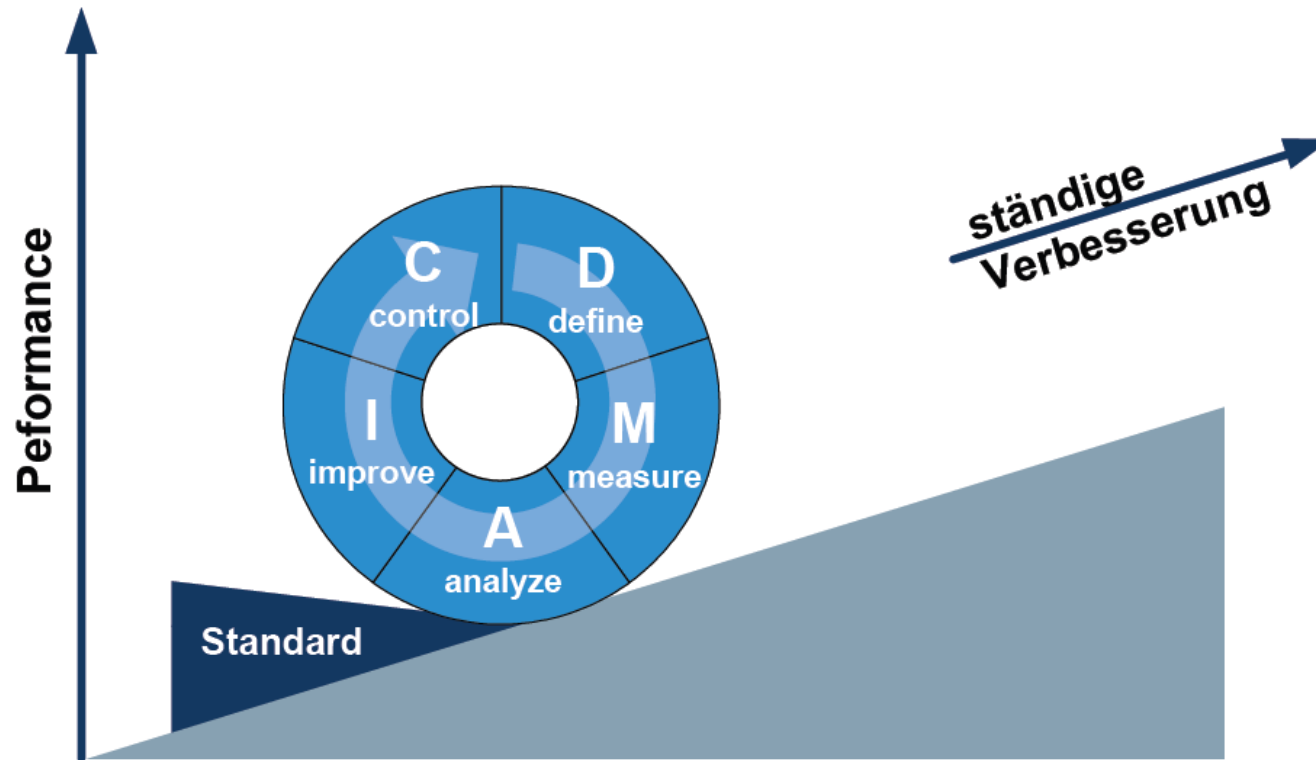 Peformance
ständige
Verbesserung
C
control
D
define
I
improve
M
measure
A
analyze
Standard